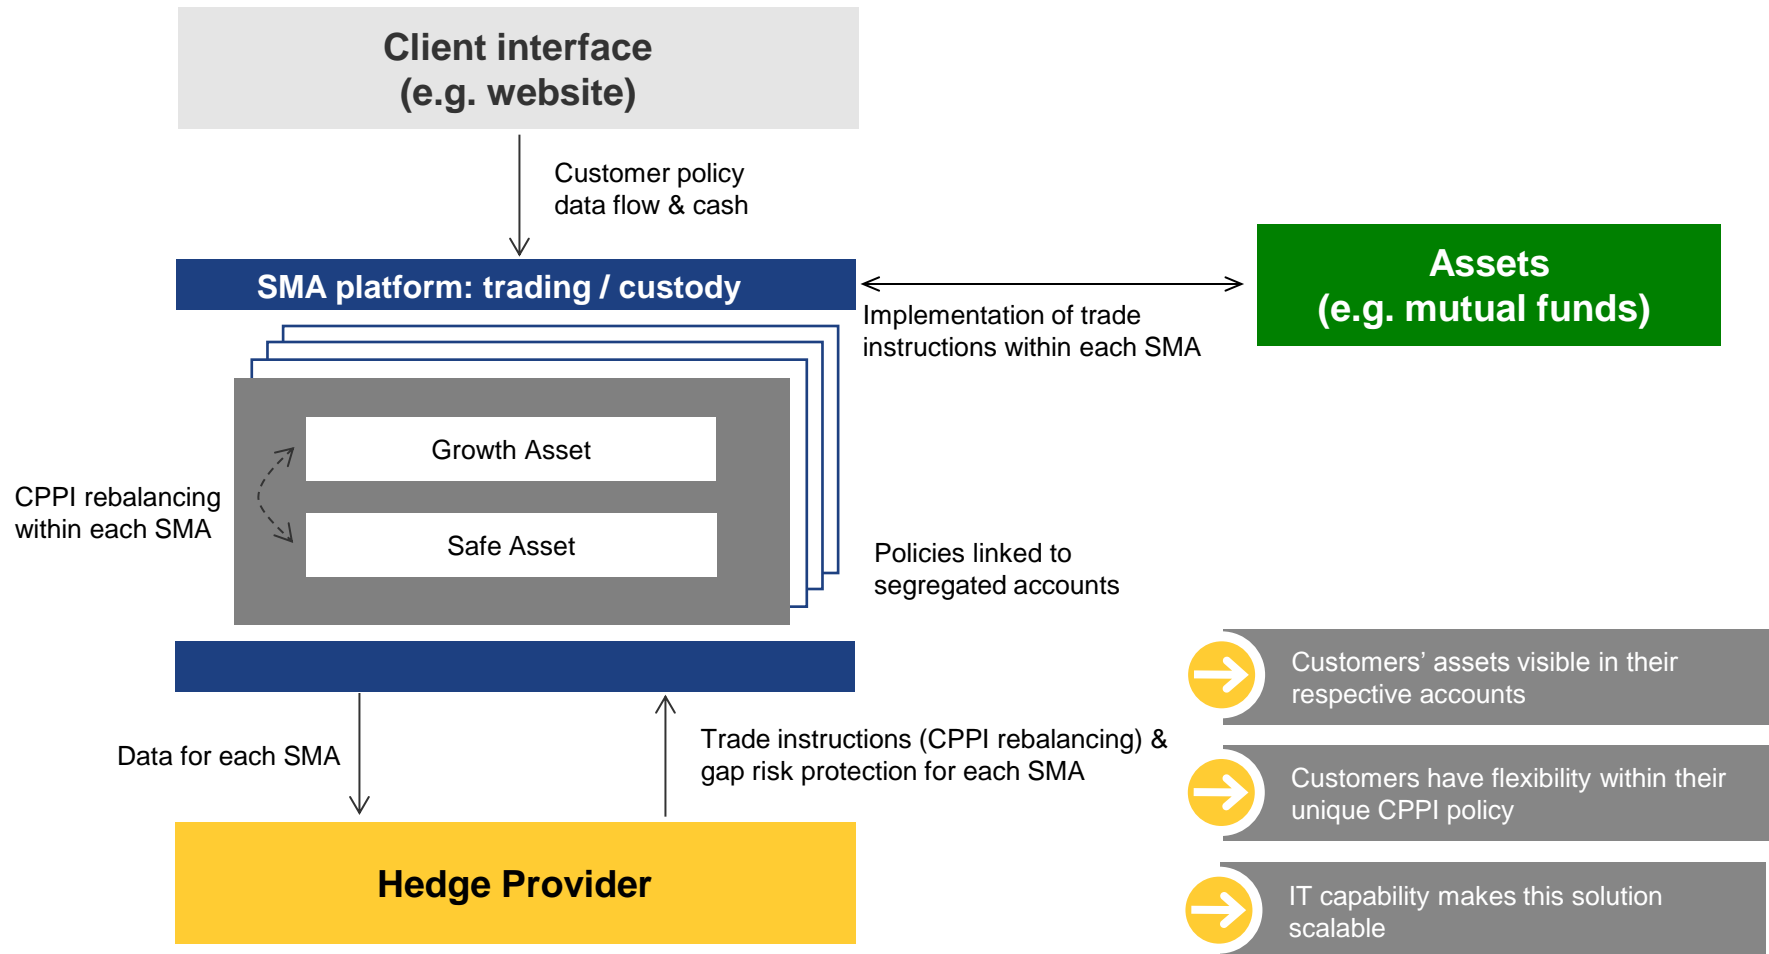 Client interface
(e.g. website)
Customer policy
data flow & cash
SMA platform: trading / custody
Assets
(e.g. mutual funds)
Implementation of trade
instructions within each SMA
Growth Asset
CPPI rebalancing
within each SMA
Safe Asset
Policies linked to
segregated accounts
Customers’ assets visible in their
respective accounts
Data for each SMA
Trade instructions (CPPI rebalancing) &
gap risk protection for each SMA
Customers have flexibility within their
unique CPPI policy
Hedge Provider
IT capability makes this solution
scalable